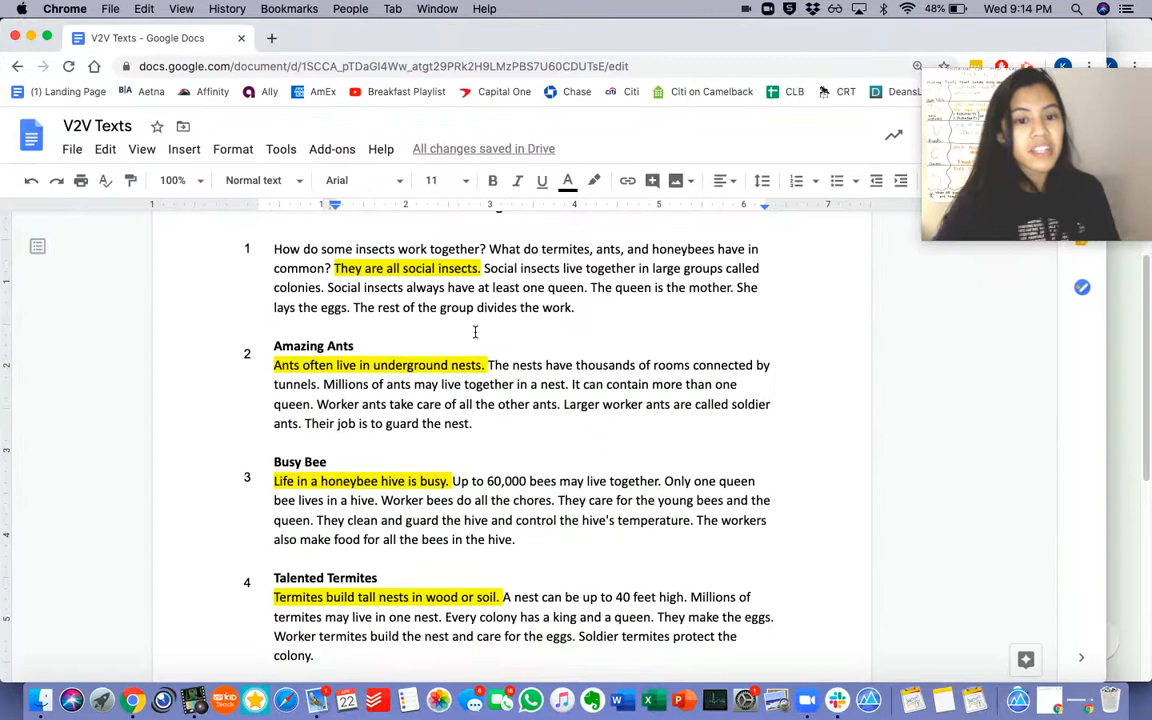 Chrome File Edit View History Bookmarks People Tab Window Help 48% Wed 9:14 PM
V2V Texts - Google Docs
docs.google.com/document/d/1SCCA_pTDaGI4Ww_atgt29PRk2H9LMzPBS7U60CDUTsE/edit
(1) Landing Page Aetna Affinity Ally AmEx Breakfast Playlist Capital One Chase Citi Citi on Camelback CLB CRT DeansL
V2V Texts
File Edit View Insert Format Tools Add-ons Help All changes saved in Drive
100% Normal text Arial 11
1 1 2 3 4 5 6 7
1 How do some insects work together? What do termites, ants, and honeybees have in
common? They are all social insects. Social insects live together in large groups called
colonies. Social insects always have at least one queen. The queen is the mother. She
lays the eggs. The rest of the group divides the work.
Amazing Ants
2 Ants often live in underground nests. The nests have thousands of rooms connected by
tunnels. Millions of ants may live together in a nest. It can contain more than one
queen. Worker ants take care of all the other ants. Larger worker ants are called soldier
ants. Their job is to guard the nest.
Busy Bee
3 Life in a honeybee hive is busy. Up to 60,000 bees may live together. Only one queen
bee lives in a hive. Worker bees do all the chores. They care for the young bees and the
queen. They clean and guard the hive and control the hive's temperature. The workers
also make food for all the bees in the hive.
Talented Termites
4 Termites build tall nests in wood or soil. A nest can be up to 40 feet high. Millions of
termites may live in one nest. Every colony has a king and a queen. They make the eggs.
Worker termites build the nest and care for the eggs. Soldier termites protect the
colony.